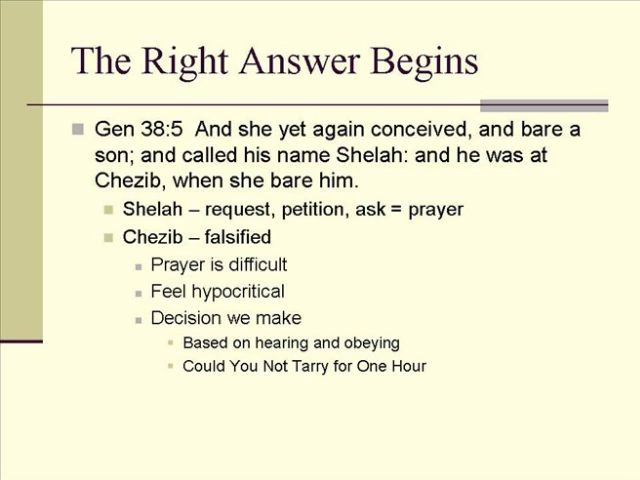 The Right Answer Begins
Gen 38:5  And she yet again conceived, and bare a
son; and called his name Shelah: and he was at
Chezib, when she bare him.
Shelah – request, petition, ask = prayer
Chezib – falsified
Prayer is difficult
Feel hypocritical
Decision we make
Based on hearing and obeying
Could You Not Tarry for One Hour